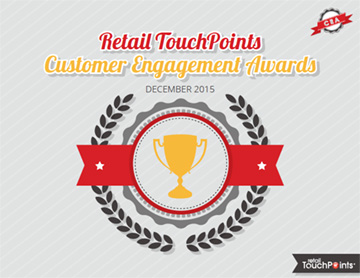 CEA
Retail TouchPoints
Customer Engagement Awards
DECEMBER 2015
retail
TouchPoints